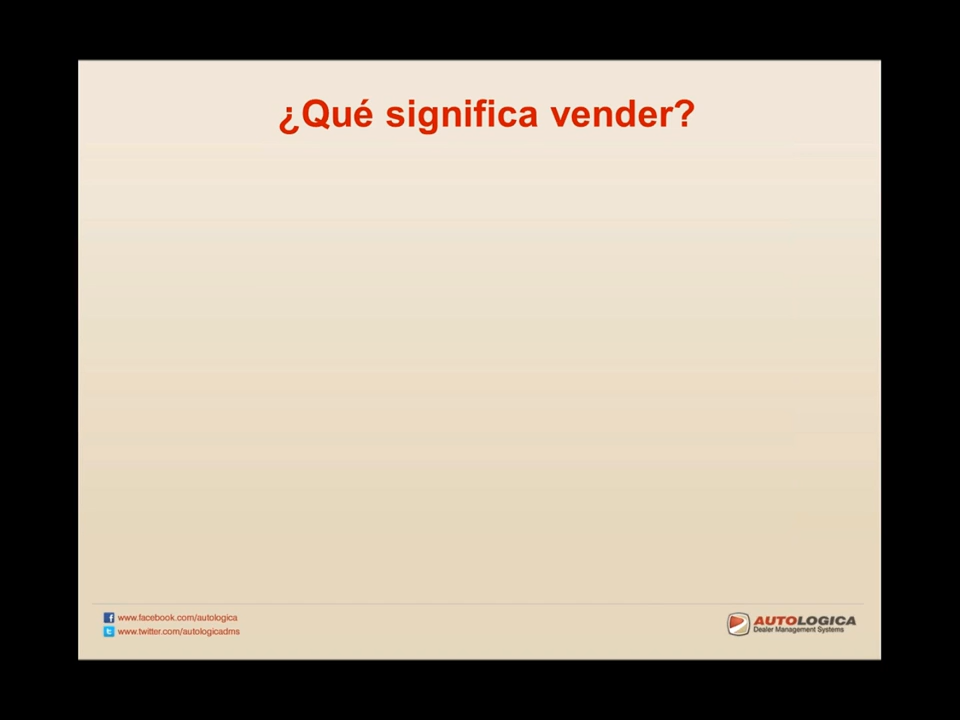 ¿Qué significa vender?
www.facebook.com/autologica
www.twitter.com/autologicadms
AUTOLOGICA
Dealer Management Systems